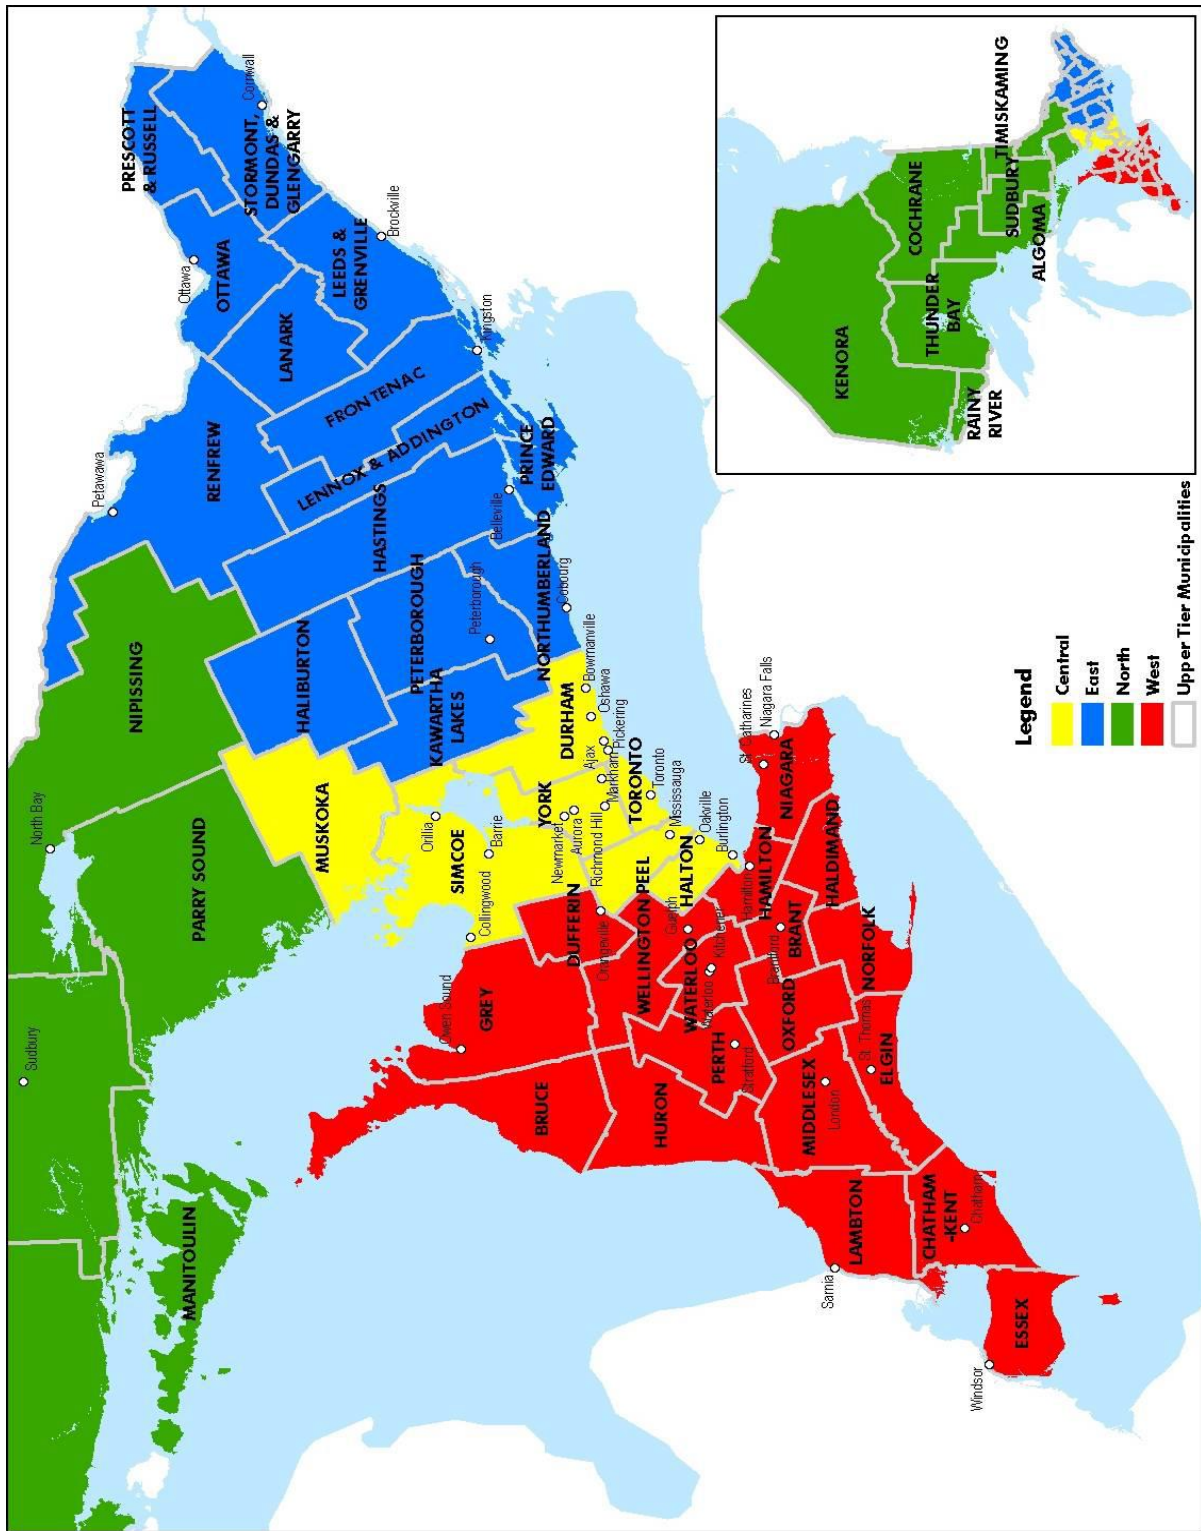 North Bay
Sudbury
NIPISSING
PARRY SOUND
MANITOULIN
Petawawa
RENFREW
Ottawa
OTTAWA
PRESCOTT
& RUSSELL
STORMONT,
DUNDAS &
GLENGARRY
Cornwall
LANARK
LEEDS &
GRENVILLE
Brockville
FRONTENAC
Kingston
LENNOX & ADDINGTON
HASTINGS
Belleville
PRINCE
EDWARD
HALIBURTON
PETERBOROUGH
Peterborough
KAWARTHA
LAKES
NORTHUMBERLAND
Cobourg
MUSKOKA
SIMCOE
Orillia
Barrie
Collingwood
YORK
Newmarket
Aurora
Richmond Hill
Markham
DURHAM
Bowmanville
Oshawa
Ajax
Pickering
TORONTO
Toronto
PEEL
Mississauga
HALTON
Oakville
Burlington
GREY
Owen Sound
BRUCE
DUFFERIN
Orangeville
WELLINGTON
Guelph
WATERLOO
Waterloo
Kitchener
HURON
PERTH
Stratford
Hamilton
HAMILTON
St. Catharines
Niagara Falls
NIAGARA
HALDIMAND
BRANT
Brantford
NORFOLK
OXFORD
MIDDLESEX
London
ELGIN
St. Thomas
LAMBTON
Sarnia
CHATHAM
-KENT
Chatham
ESSEX
Windsor
KENORA
COCHRANE
THUNDER
BAY
RAINY
RIVER
TIMISKAMING
SUDBURY
ALGOMA
Legend
Central
East
North
West
Upper Tier Municipalities